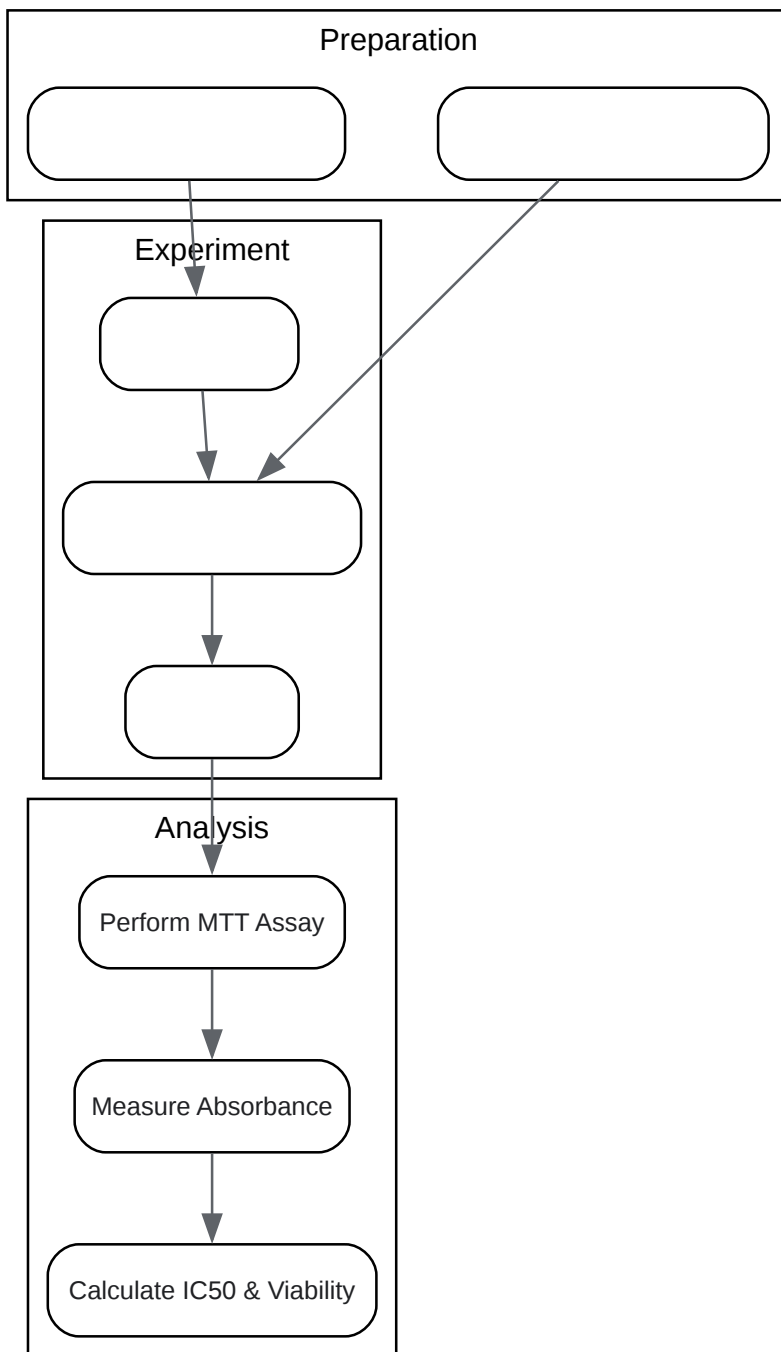 Preparation
Experiment
Analysis
Perform MTT Assay
Measure Absorbance
Calculate IC50 & Viability